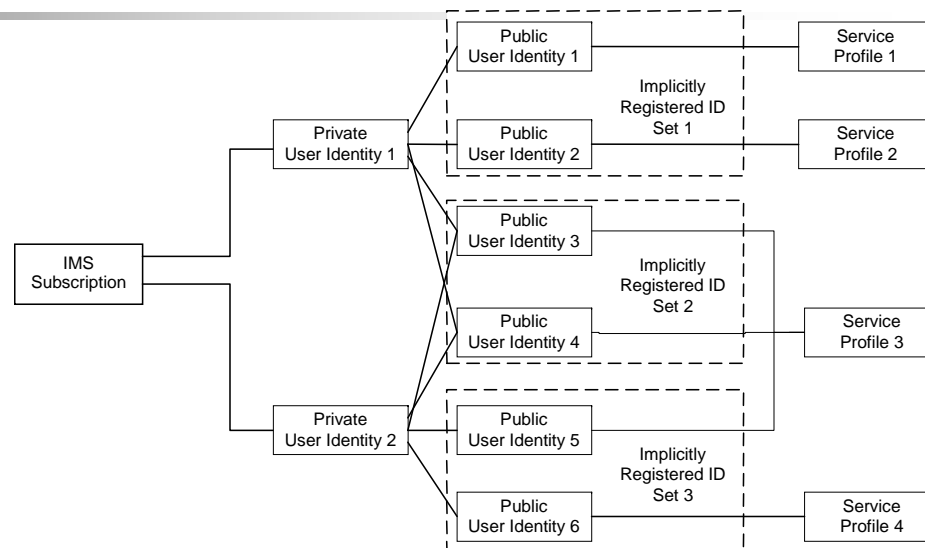 Public
User Identity 1
Service
Profile 1
Implicitly
Registered ID
Set 1
Private
User Identity 1
Public
User Identity 2
Service
Profile 2
Public
User Identity 3
IMS
Subscription
Implicitly
Registered ID
Set 2
Public
User Identity 4
Service
Profile 3
Private
User Identity 2
Public
User Identity 5
Implicitly
Registered ID
Set 3
Public
User Identity 6
Service
Profile 4